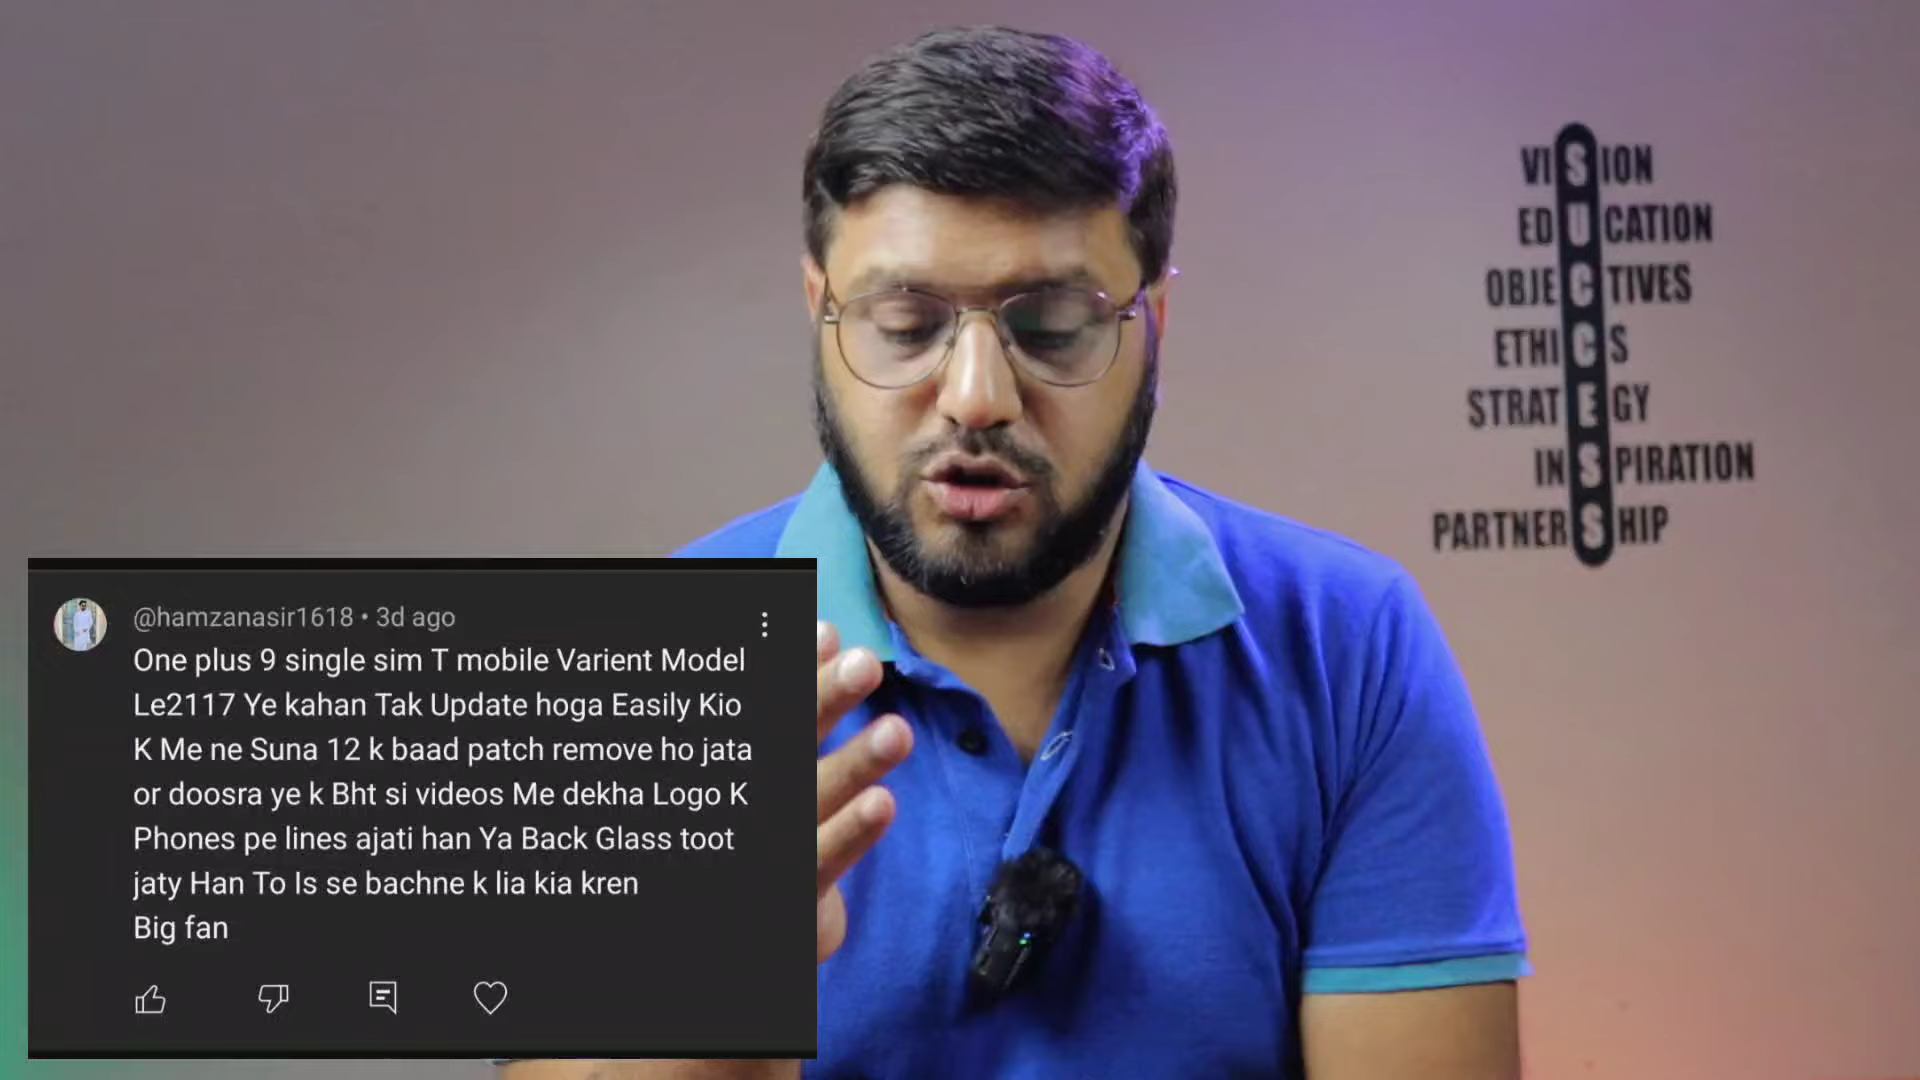 @hamzanasir1618 • 3d ago
One plus 9 single sim T mobile Varient Model
Le2117 Ye kahan Tak Update hoga Easily Kio
K Me ne Suna 12 k baad patch remove ho jata
or doosra ye k Bht si videos Me dekha Logo K
Phones pe lines ajati han Ya Back Glass toot
jaty Han To Is se bachne k lia kia kren
Big fan
VISION
EDUCATION
OBJECTIVES
ETHICS
STRATEGY
INSPIRATION
PARTNERSHIP